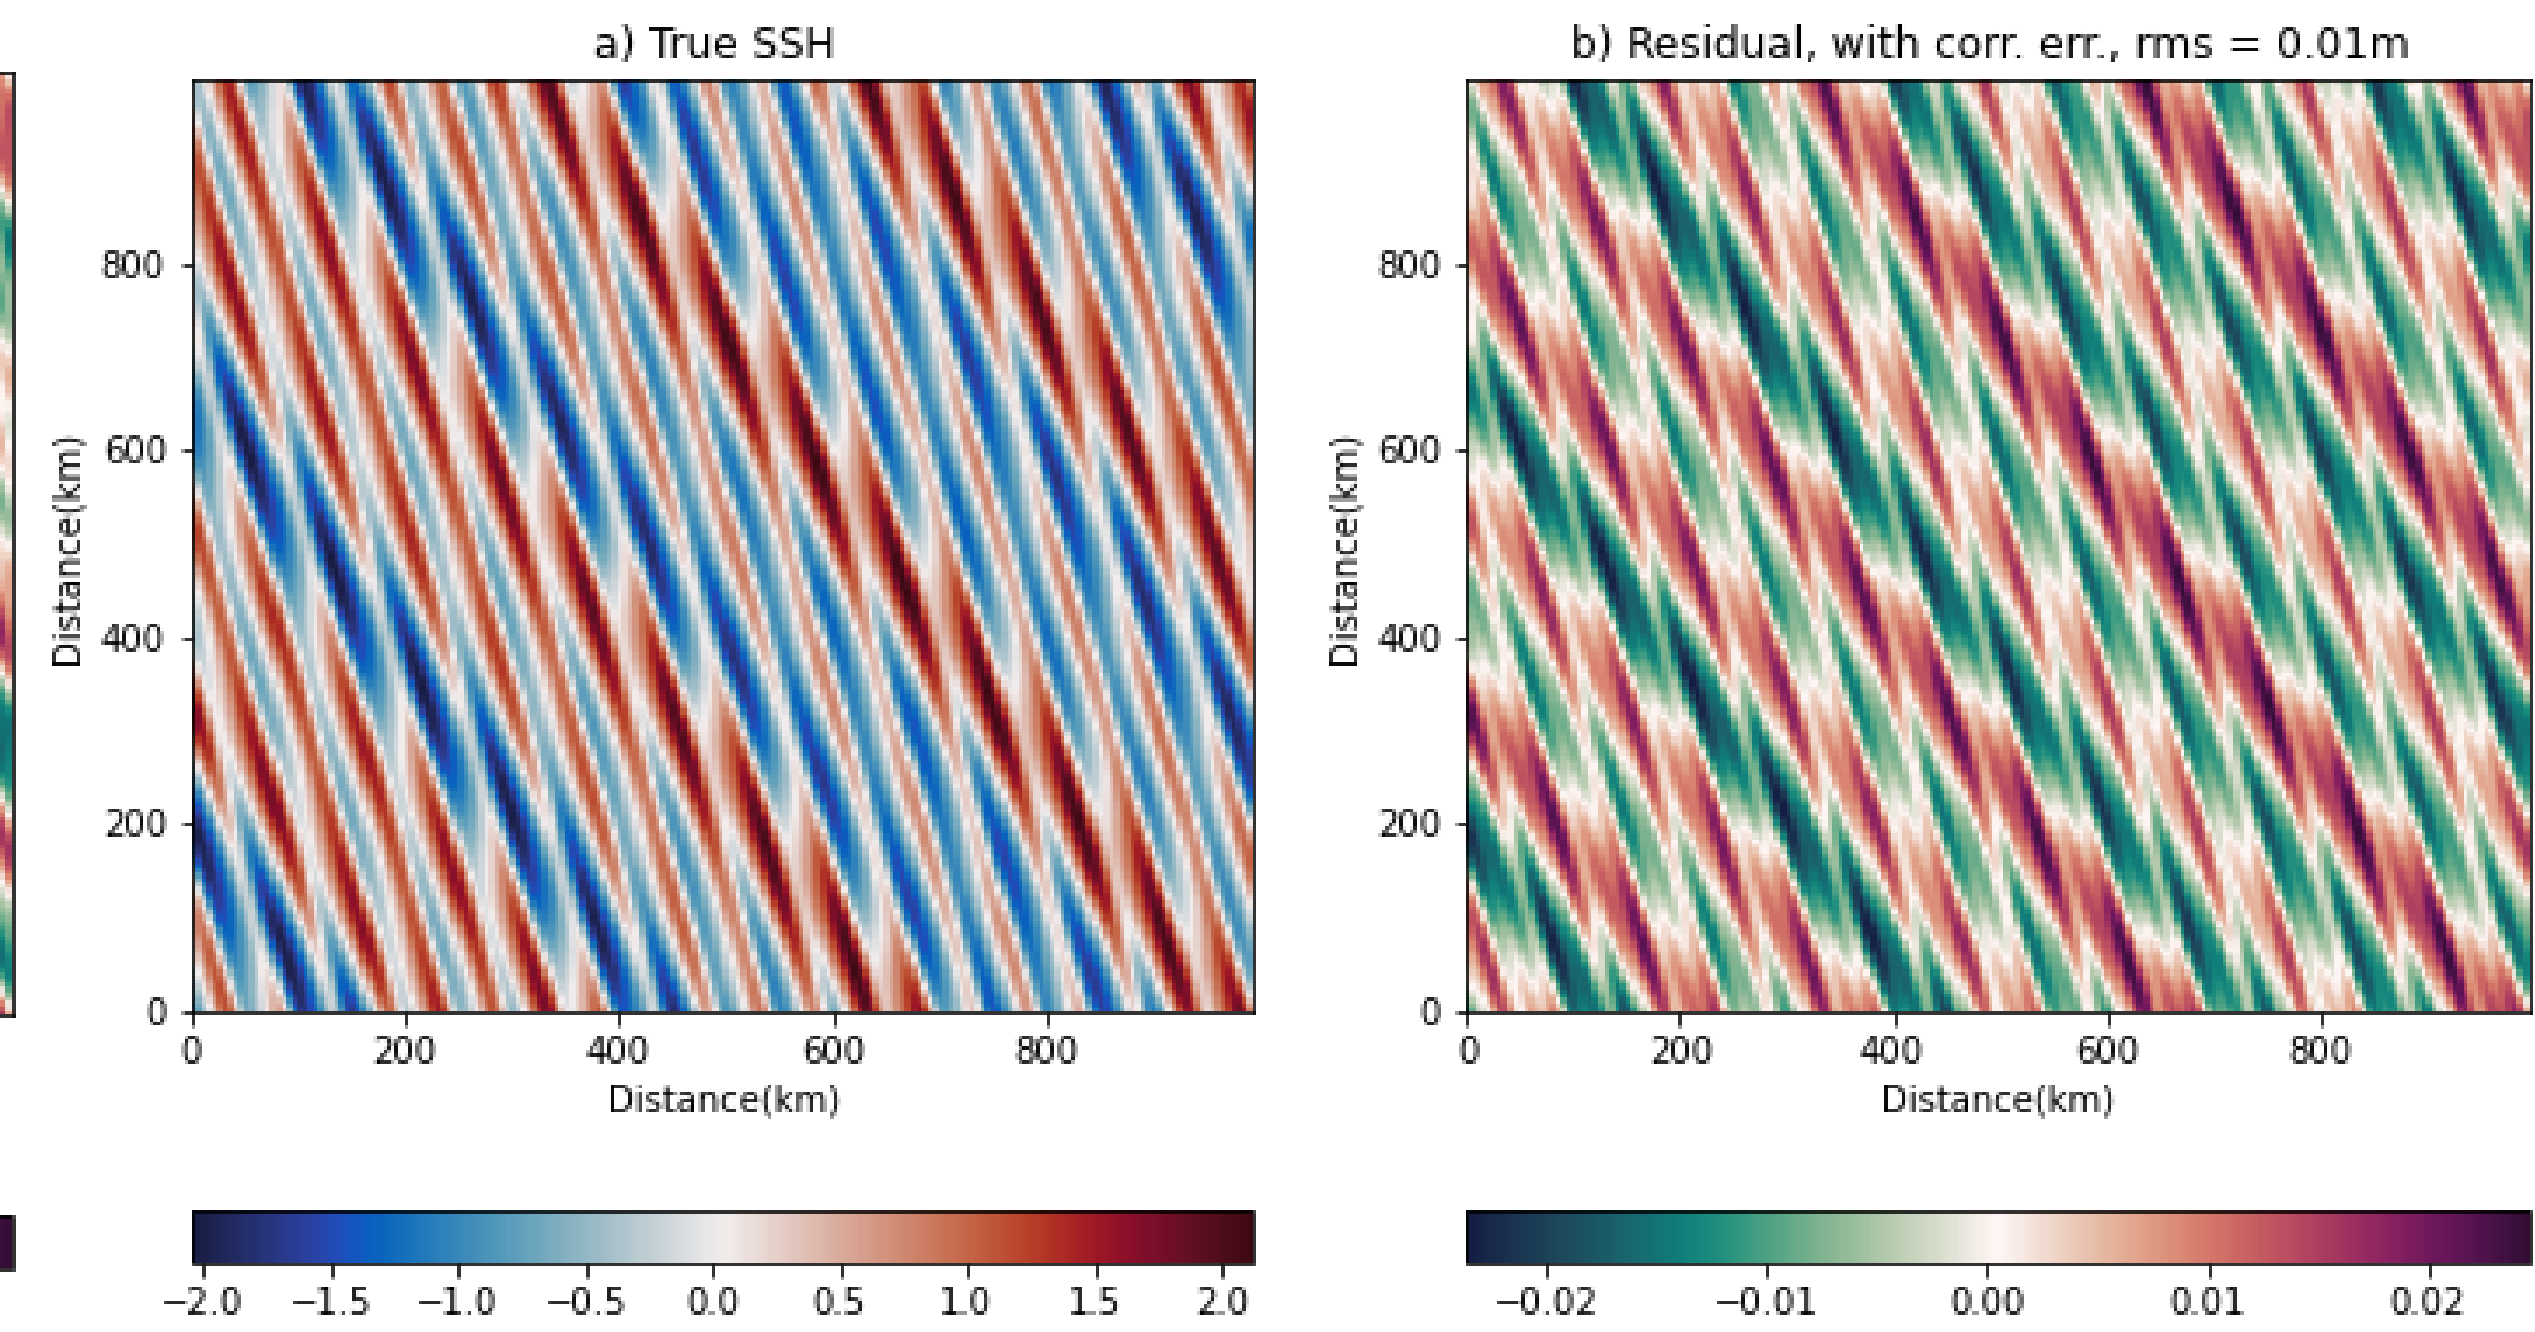 a) True SSH
Distance(km)
800
600
400
200
0
0 200 400 600 800
Distance(km)
−2.0 −1.5 −1.0 −0.5 0.0 0.5 1.0 1.5 2.0
b) Residual, with corr. err., rms = 0.01m
Distance(km)
800
600
400
200
0
0 200 400 600 800
Distance(km)
−0.02 −0.01 0.00 0.01 0.02